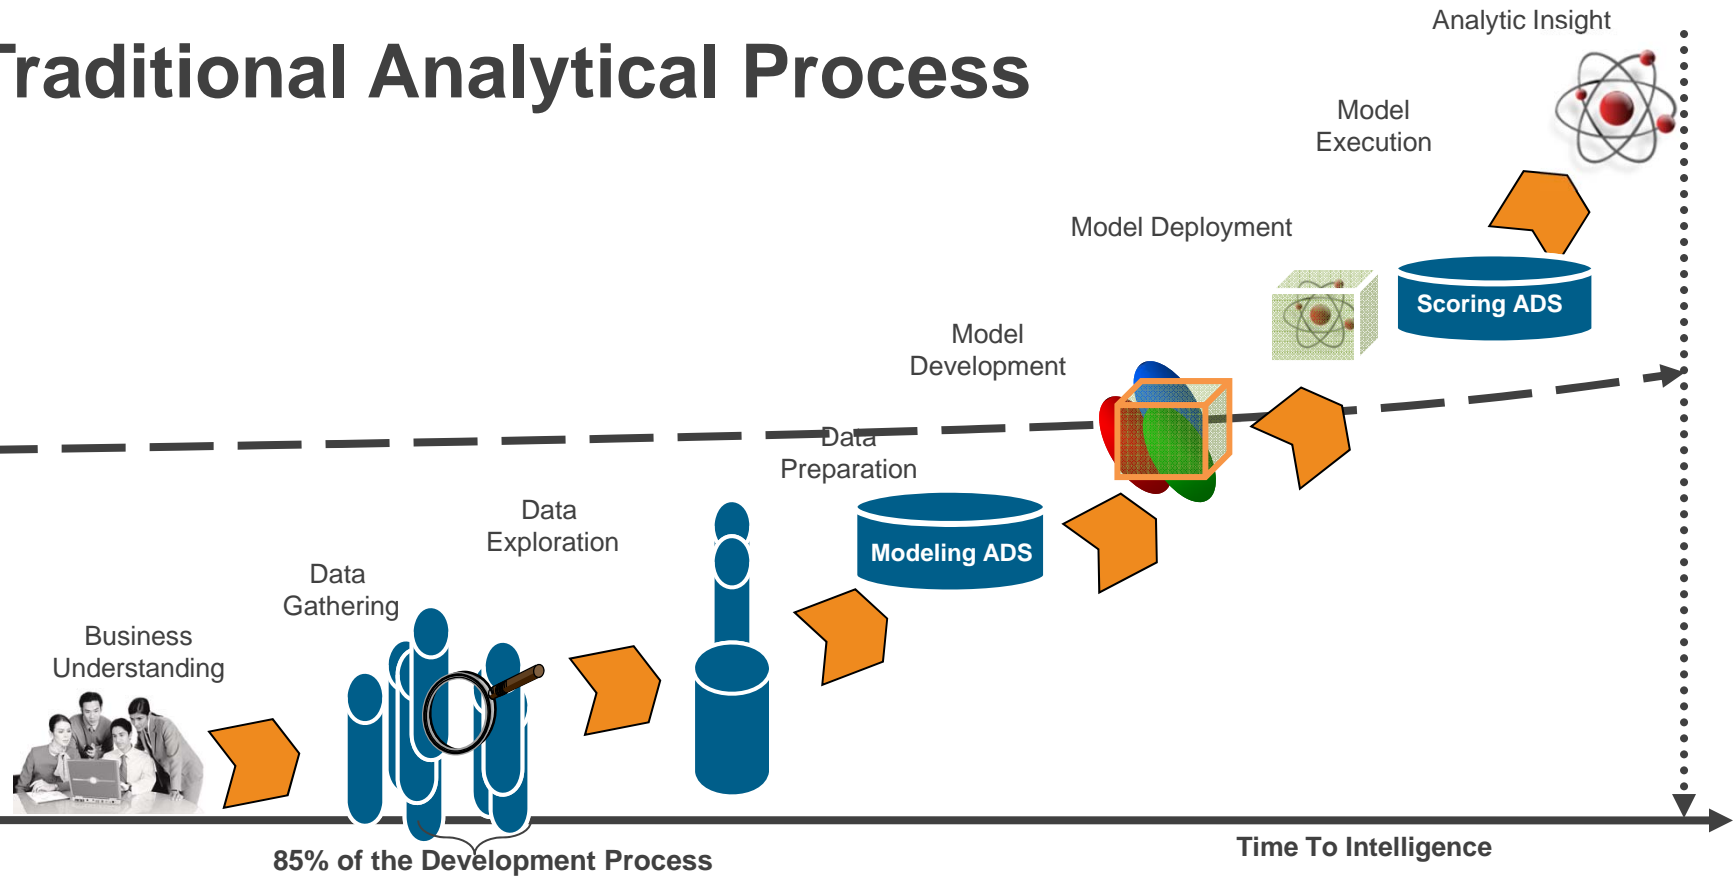 Traditional Analytical Process
Analytic Insight
Model
Execution
Model Deployment
Scoring ADS
Model
Development
Data
Preparation
Modeling ADS
Data
Exploration
Data
Gathering
Business
Understanding
85% of the Development Process
Time To Intelligence